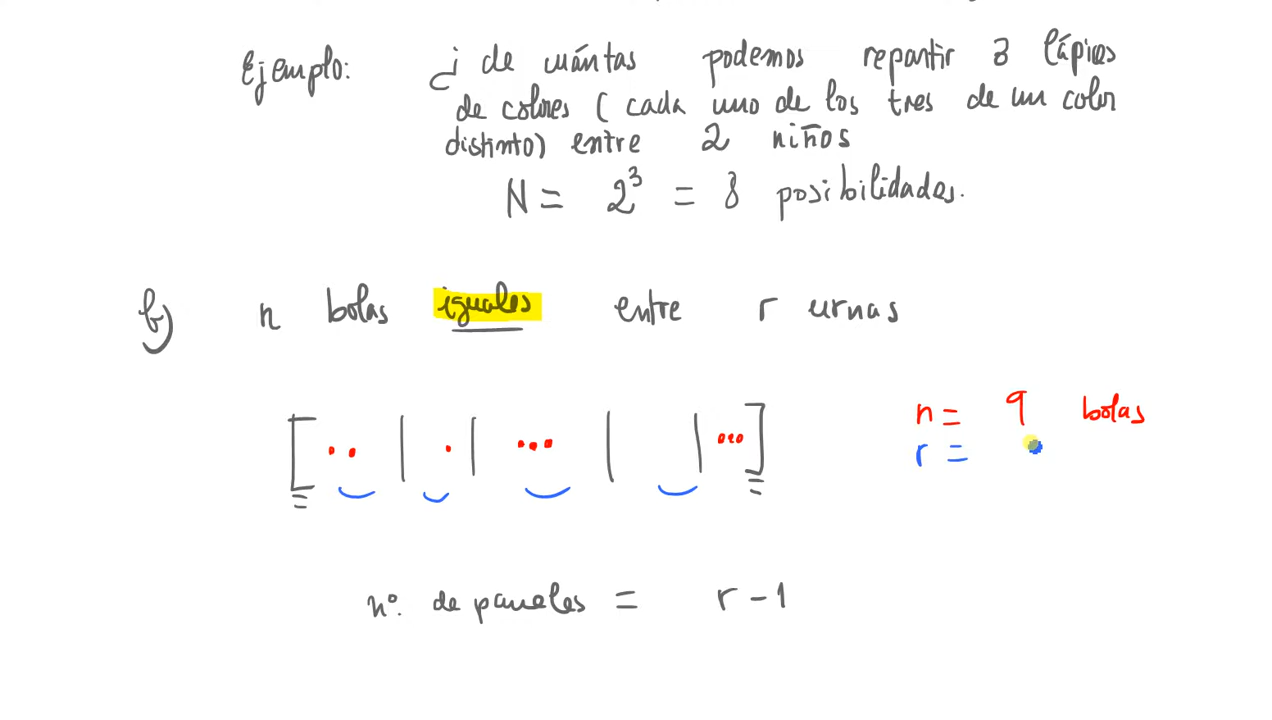 Ejemplo: ¿ de cuántas podemos repartir 3 lápices
de colores ( cada uno de los tres de un color
distinto) entre 2 niños
N = 2³ = 8 posibilidades.
b) n bolas iguales entre r urnas
n = 9 bolas
r =
nº. de paneles = r - 1